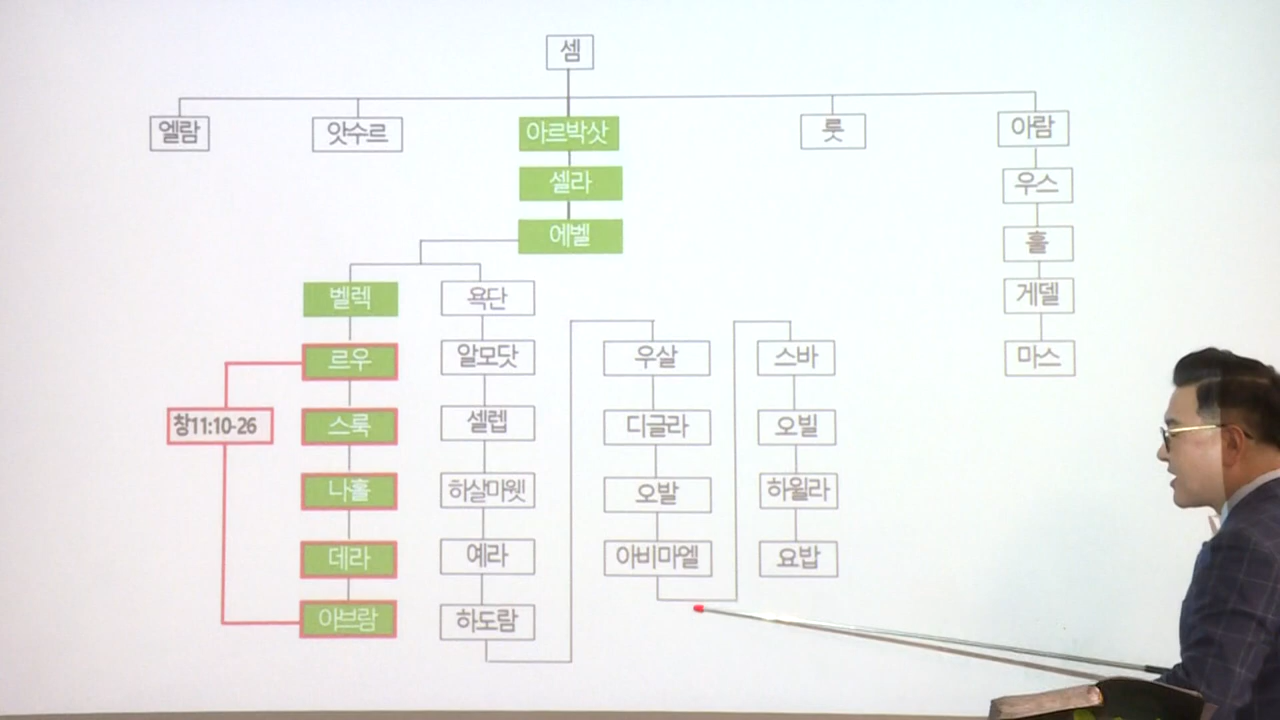 셈
엘람
앗수르
아르박삿
룻
아람
셀라
우스
에벨
훌
벨렉
욕단
게델
르우
알모닷
우살
스바
마스
창11:10-26
스룩
셀렙
디글라
오빌
나홀
하살마웻
오발
하윌라
데라
예라
아비마엘
요밥
아브람
하도람